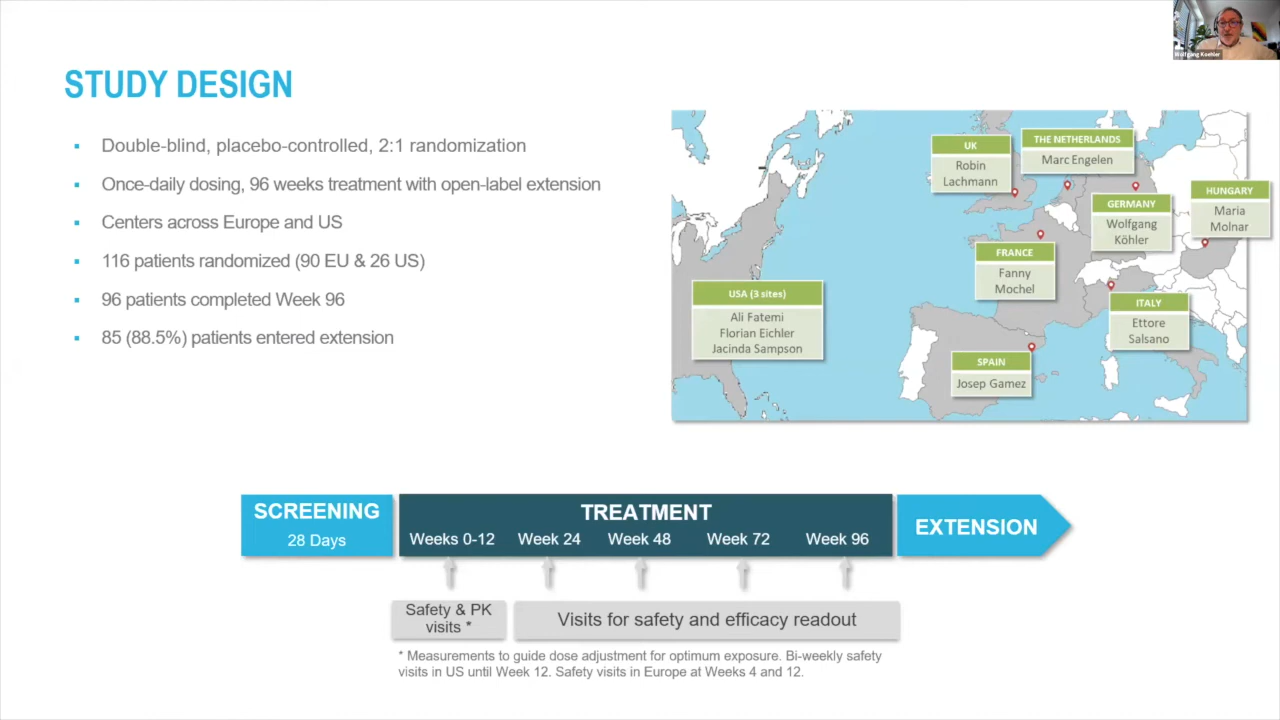 Wolfgang Koehler
STUDY DESIGN
▪ Double-blind, placebo-controlled, 2:1 randomization
▪ Once-daily dosing, 96 weeks treatment with open-label extension
▪ Centers across Europe and US
▪ 116 patients randomized (90 EU & 26 US)
▪ 96 patients completed Week 96
▪ 85 (88.5%) patients entered extension
UK
Robin
Lachmann
THE NETHERLANDS
Marc Engelen
GERMANY
Wolfgang
Köhler
HUNGARY
Maria
Molnar
FRANCE
Fanny
Mochel
USA (3 sites)
Ali Fatemi
Florian Eichler
Jacinda Sampson
ITALY
Ettore
Salsano
SPAIN
Josep Gamez
SCREENING
28 Days
TREATMENT
Weeks 0-12 Week 24 Week 48 Week 72 Week 96
EXTENSION
Safety & PK
visits *
Visits for safety and efficacy readout
* Measurements to guide dose adjustment for optimum exposure. Bi-weekly safety
visits in US until Week 12. Safety visits in Europe at Weeks 4 and 12.